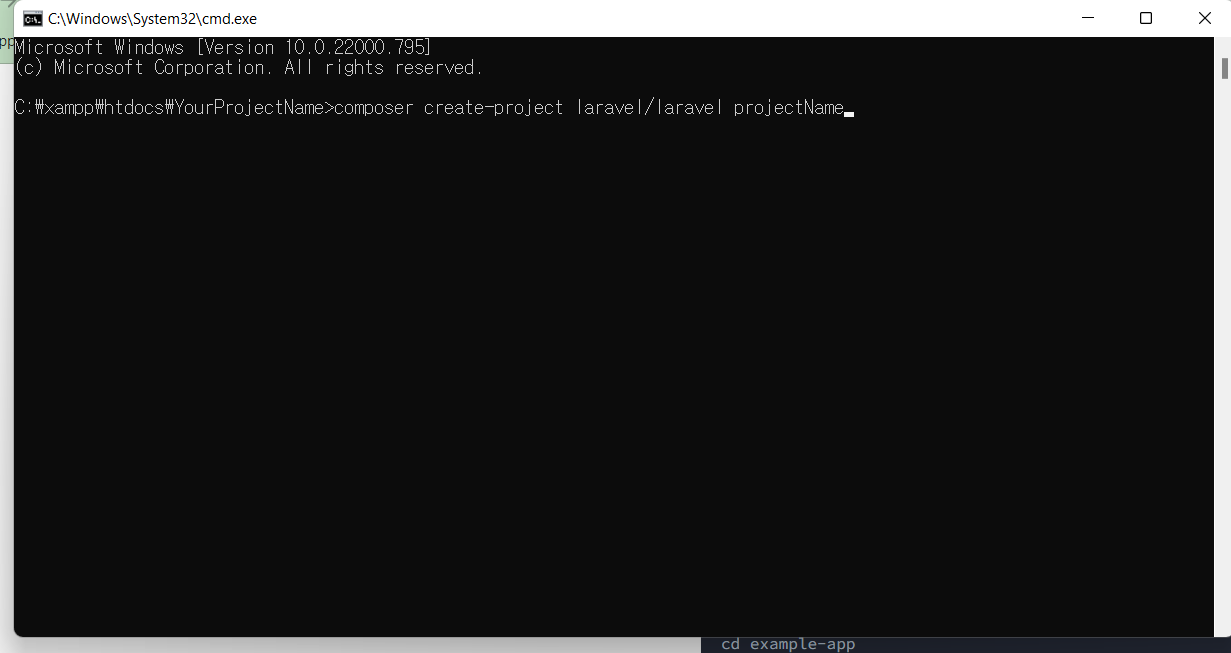 C:\Windows\System32\cmd.exe
Microsoft Windows [Version 10.0.22000.795]
(c) Microsoft Corporation. All rights reserved.
C:₩xampp₩htdocs₩YourProjectName>composer create-project laravel/laravel projectName
cd example-app